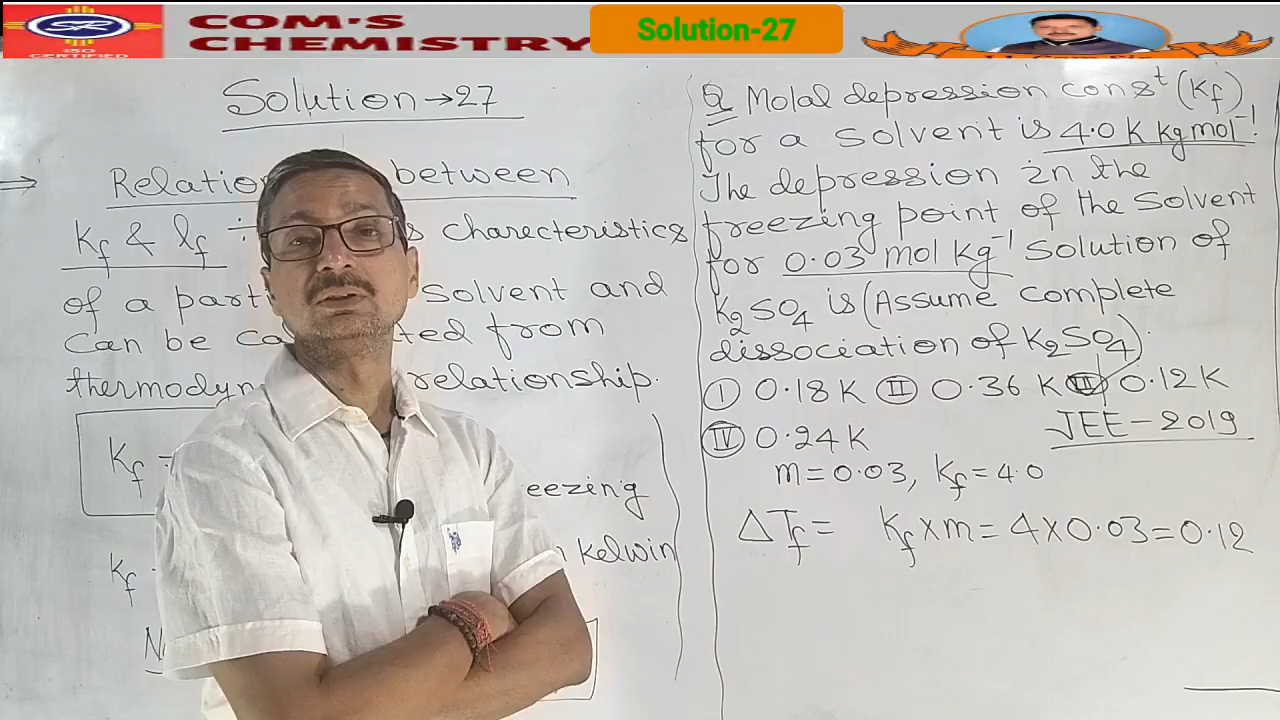 SR
ISO
CERTIFIED
COM'S
CHEMISTRY
Solution-27
Solution → 27
⇒ Relation between
Kf & lf ÷ s charecteristics
of a part solvent and
can be ca ted from
thermodyn relationship.
Kf =
eezing
Kf kelwin
N
Q Molal depression consᵗ (Kf)
for a solvent is 4.0 K kg mol⁻¹.
The depression in the
freezing point of the solvent
for 0.03 mol kg⁻¹ solution of
K₂SO₄ is (Assume complete
dissociation of K₂SO₄).
Ⅰ 0.18 K Ⅱ 0.36 K Ⅲ 0.12 K
Ⅳ 0.24 K JEE-2019
m = 0.03, Kf = 4.0
ΔTf = Kf × m = 4 × 0.03 = 0.12